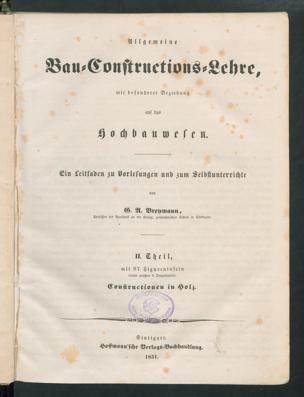 Allgemeine
Bau-Constructions-Lehre,
mit besonderer Beziehung
auf das
Hochbauwesen.
Ein Leitfaden zu Vorlesungen und zum Selbstunterrichte
von
G. A. Breymann,
II. Theil,
mit 97 Figurentafeln
Constructionen in Holz.
Stuttgart.
Hoffmann'sche Verlags-Buchhandlung.
1851.